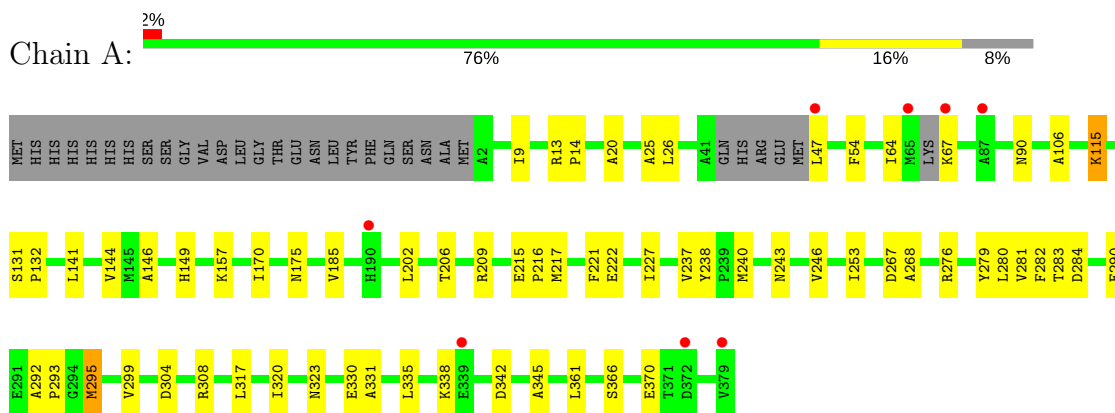 2%
Chain A:
76% 16% 8%
MET HIS HIS HIS HIS HIS HIS SER SER GLY VAL ASP LEU GLY THR GLU ASN LEU TYR PHE GLN SER ASN ALA MET A2 I9 R13 P14 A20 A25 L26 A41 GLN HIS ARG GLU MET L47 F54 I64 M65 LYS K67 A87 N90 A106 K115
S131 P132 L141 V144 M145 A146 H149 K157 I170 N175 V185 H190 L202 T206 R209 E215 P216 M217 F221 E222 I227 V237 Y238 P239 M240 N243 V246 I253 D267 A268 R276 Y279 L280 V281 F282 T283 D284
E291 A292 P293 G294 M295 V299 D304 R308 L317 I320 N323 E330 A331 L335 K338 E339 D342 A345 L361 S366 E370 T371 D372 V379